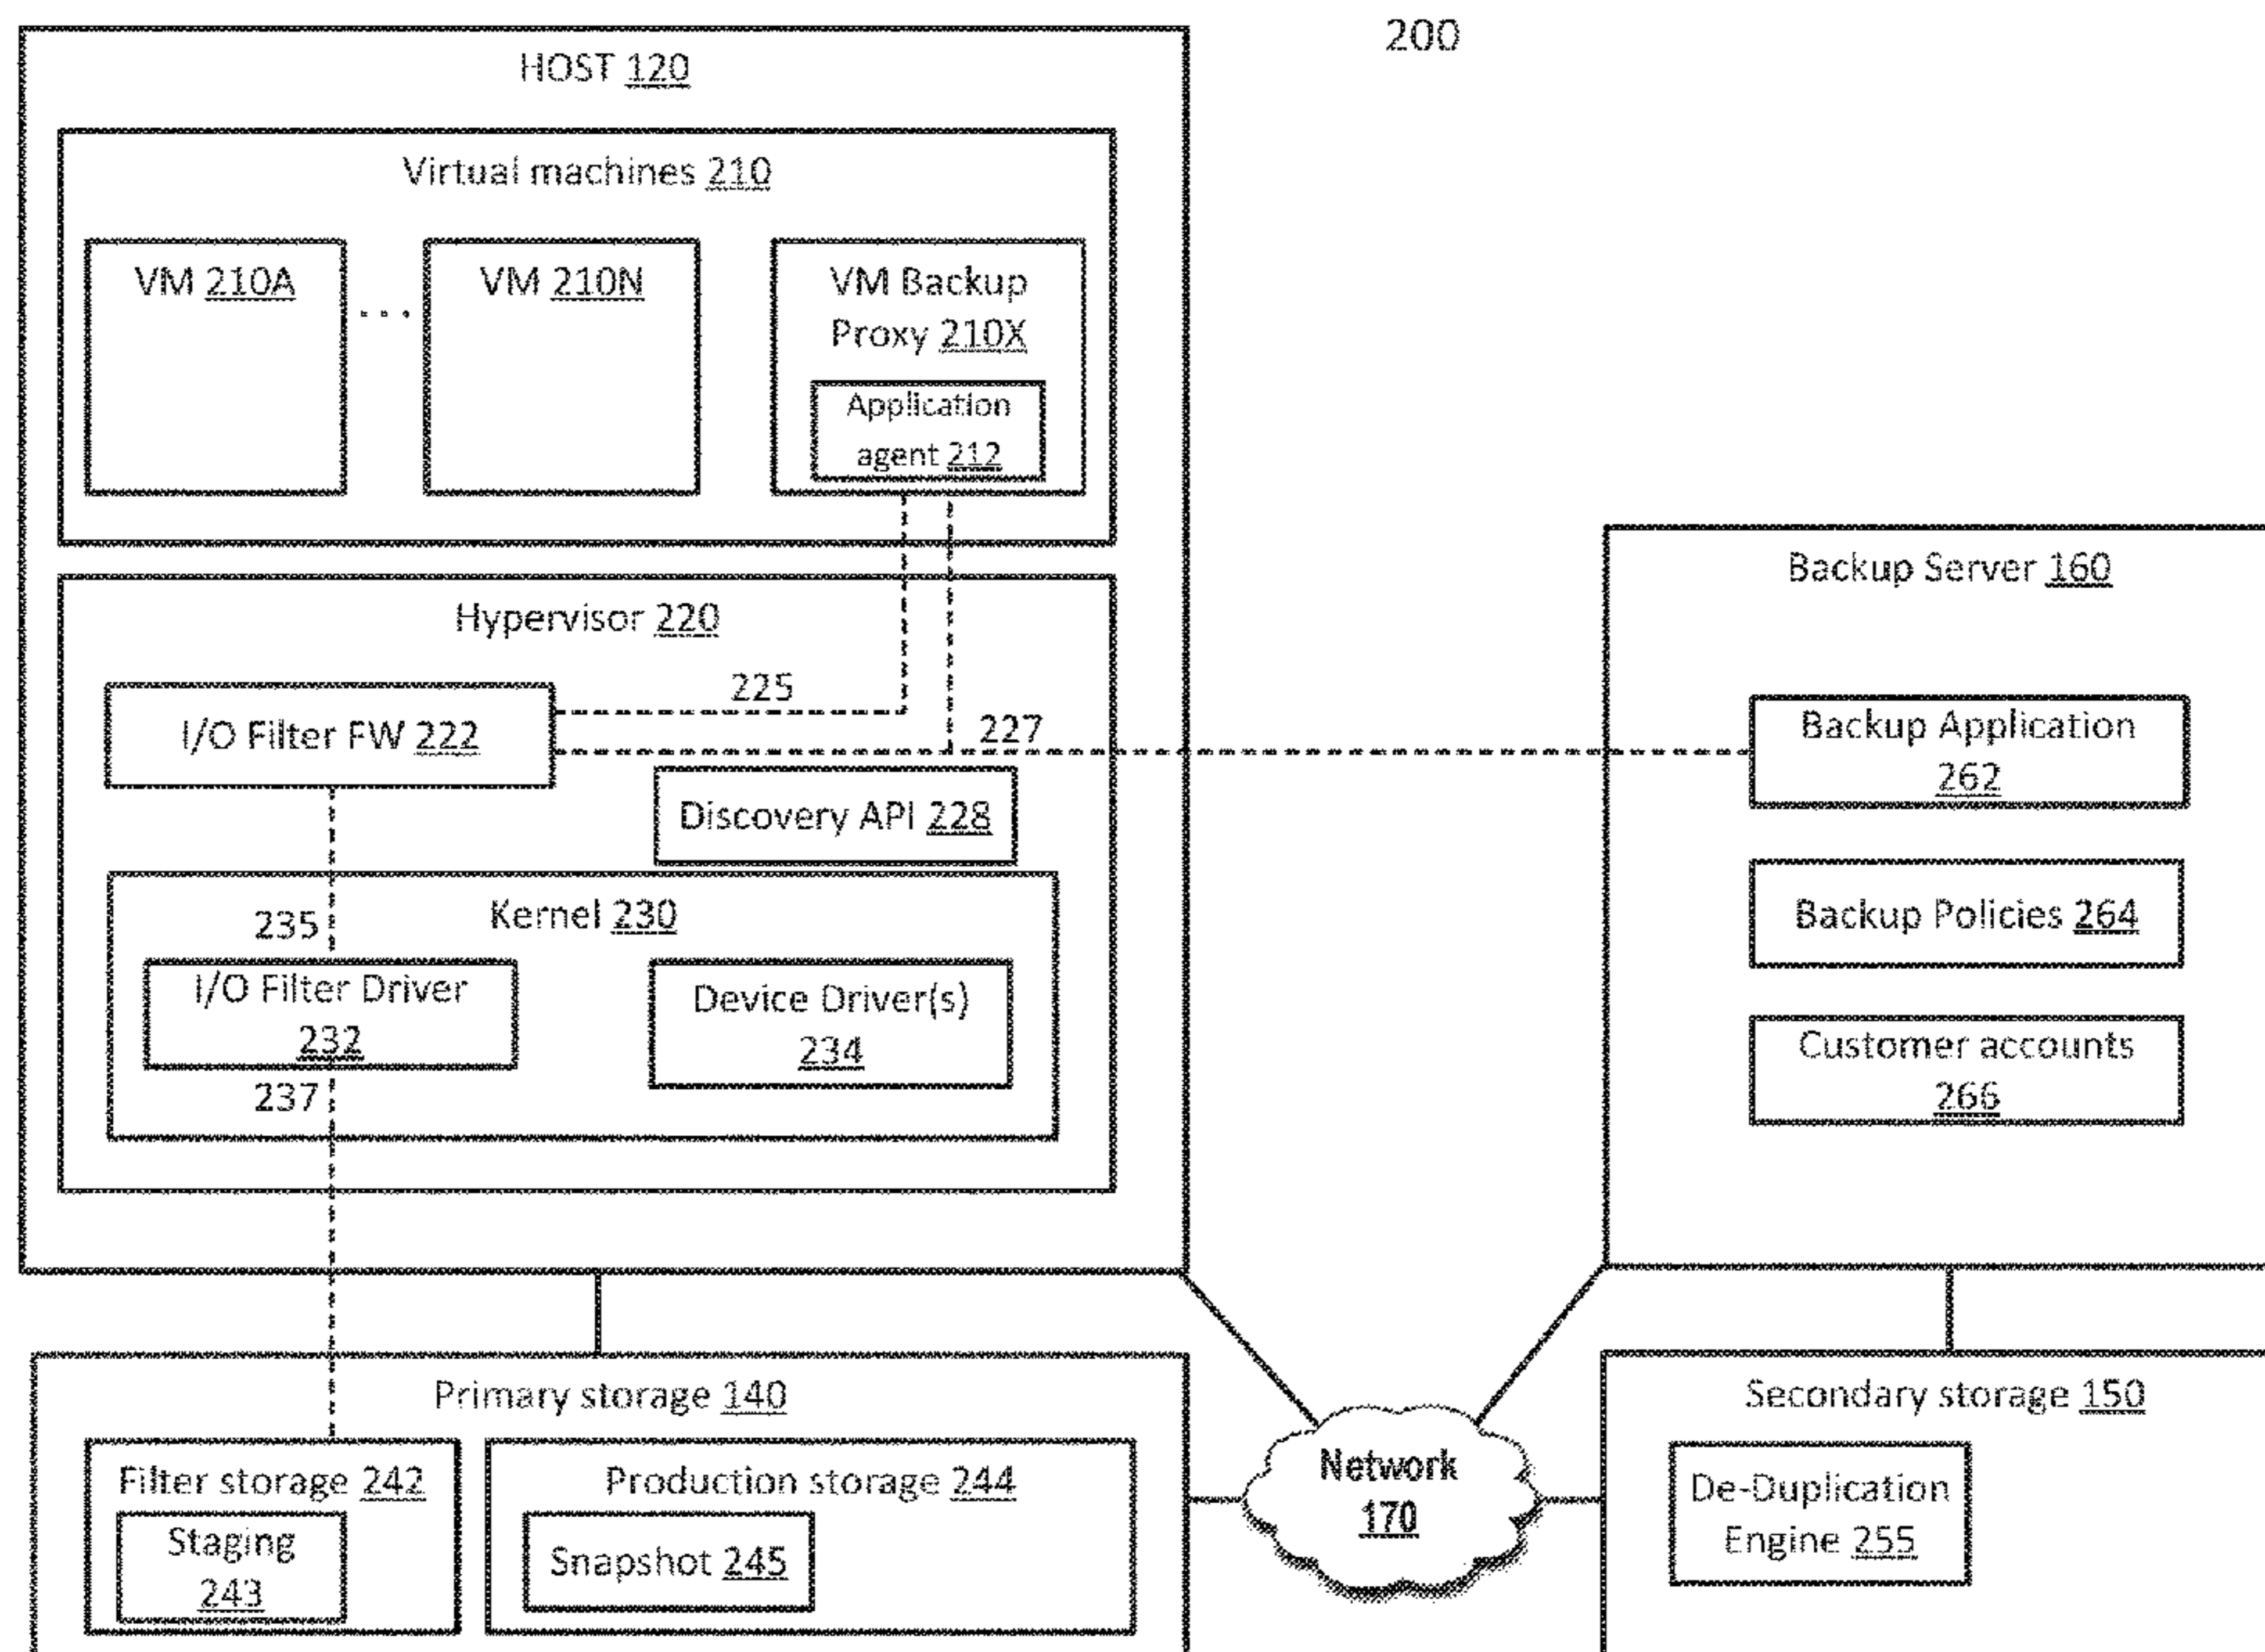 200
HOST 120
Virtual machines 210
VM 210A
...
VM 210N
VM Backup
Proxy 210X
Application
agent 212
Hypervisor 220
I/O Filter FW 222
225
227
Discovery API 228
Kernel 230
235
I/O Filter Driver
232
237
Device Driver(s)
234
Backup Server 160
Backup Application
262
Backup Policies 264
Customer accounts
266
Primary storage 140
Filter storage 242
Staging
243
Production storage 244
Snapshot 245
Network
170
Secondary storage 150
De-Duplication
Engine 255